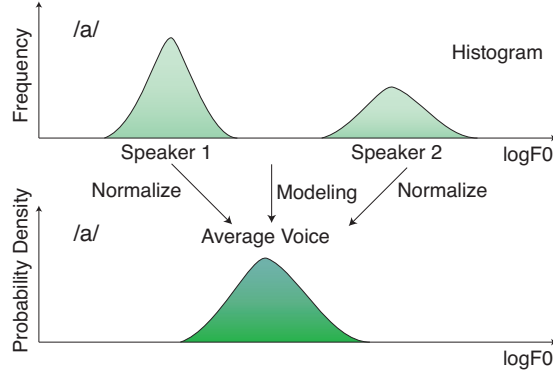 /a/
Frequency
Histogram
Speaker 1
Speaker 2
logF0
Normalize
Modeling
Normalize
/a/
Probability Density
Average Voice
logF0